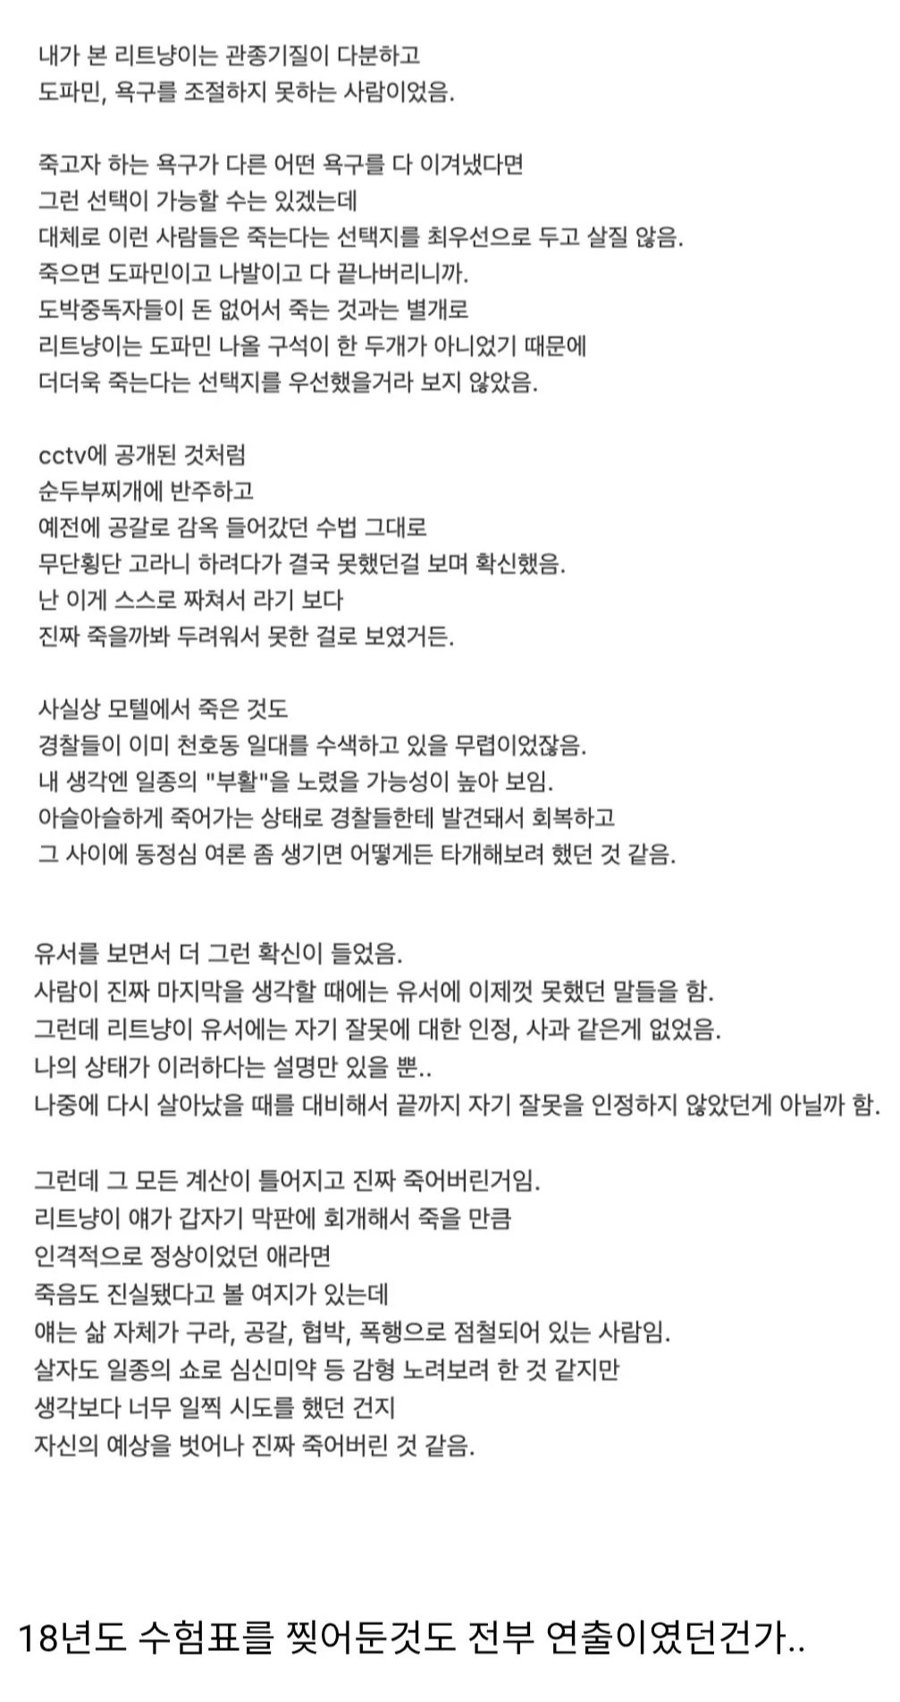 내가 본 리트냥이는 관종기질이 다분하고
도파민, 욕구를 조절하지 못하는 사람이었음.
죽고자 하는 욕구가 다른 어떤 욕구를 다 이겨냈다면
그런 선택이 가능할 수는 있겠는데
대체로 이런 사람들은 죽는다는 선택지를 최우선으로 두고 살질 않음.
죽으면 도파민이고 나발이고 다 끝나버리니까.
도박중독자들이 돈 없어서 죽는 것과는 별개로
리트냥이는 도파민 나올 구석이 한 두개가 아니었기 때문에
더더욱 죽는다는 선택지를 우선했을거라 보지 않았음.
cctv에 공개된 것처럼
순두부찌개에 반주하고
예전에 공갈로 감옥 들어갔던 수법 그대로
무단횡단 고라니 하려다가 결국 못했던걸 보며 확신했음.
난 이게 스스로 짜쳐서 라기 보다
진짜 죽을까봐 두려워서 못한 걸로 보였거든.
사실상 모텔에서 죽은 것도
경찰들이 이미 천호동 일대를 수색하고 있을 무렵이었잖음.
내 생각엔 일종의 "부활"을 노렸을 가능성이 높아 보임.
아슬아슬하게 죽어가는 상태로 경찰들한테 발견돼서 회복하고
그 사이에 동정심 여론 좀 생기면 어떻게든 타개해보려 했던 것 같음.
유서를 보면서 더 그런 확신이 들었음.
사람이 진짜 마지막을 생각할 때에는 유서에 이제껏 못했던 말들을 함.
그런데 리트냥이 유서에는 자기 잘못에 대한 인정, 사과 같은게 없었음.
나의 상태가 이러하다는 설명만 있을 뿐..
나중에 다시 살아났을 때를 대비해서 끝까지 자기 잘못을 인정하지 않았던게 아닐까 함.
그런데 그 모든 계산이 틀어지고 진짜 죽어버린거임.
리트냥이 얘가 갑자기 막판에 회개해서 죽을 만큼
인격적으로 정상이었던 애라면
죽음도 진실됐다고 볼 여지가 있는데
얘는 삶 자체가 구라, 공갈, 협박, 폭행으로 점철되어 있는 사람임.
살자도 일종의 쇼로 심신미약 등 감형 노려보려 한 것 같지만
생각보다 너무 일찍 시도를 했던 건지
자신의 예상을 벗어나 진짜 죽어버린 것 같음.
18년도 수험표를 찢어둔것도 전부 연출이였던건가..